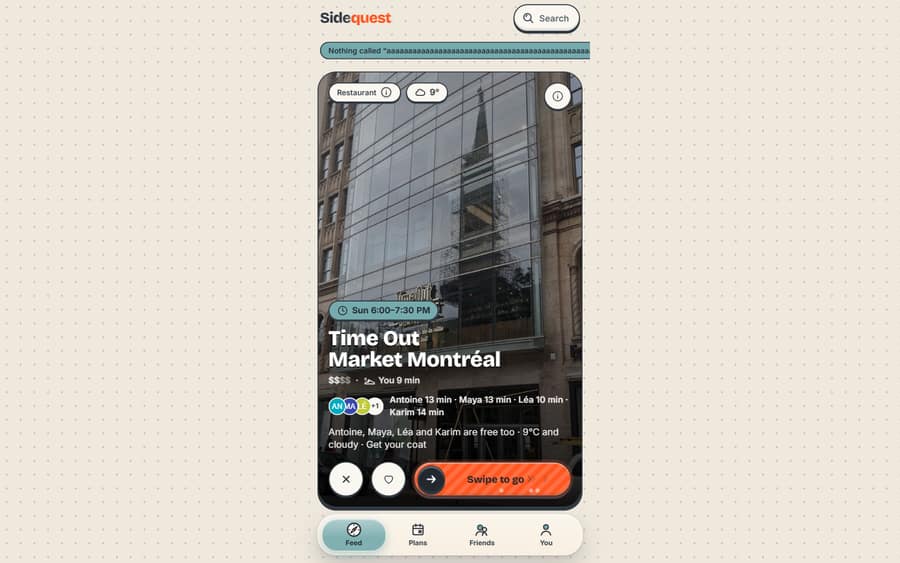 Sidequest
Search
Nothing called "aaaaaaaaaaaaaaaaaaaaaaaaaaaaaaaaaaaaaaaaaaaaaaaa
Restaurant
9°
Sun 6:00–7:30 PM
Time Out
Market Montréal
$$$$ · You 9 min
AN MA LÉ +1
Antoine 13 min · Maya 13 min · Léa 10 min ·
Karim 14 min
Antoine, Maya, Léa and Karim are free too · 9°C and
cloudy · Get your coat
Swipe to go
Feed
Plans
Friends
You